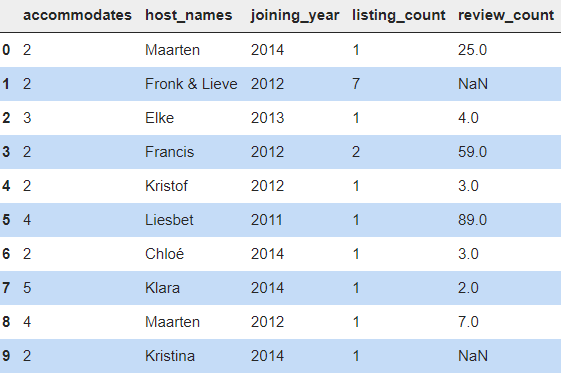 accommodates host_names joining_year listing_count review_count
0 2 Maarten 2014 1 25.0
1 2 Fronk & Lieve 2012 7 NaN
2 3 Elke 2013 1 4.0
3 2 Francis 2012 2 59.0
4 2 Kristof 2012 1 3.0
5 4 Liesbet 2011 1 89.0
6 2 Chloé 2014 1 3.0
7 5 Klara 2014 1 2.0
8 4 Maarten 2012 1 7.0
9 2 Kristina 2014 1 NaN